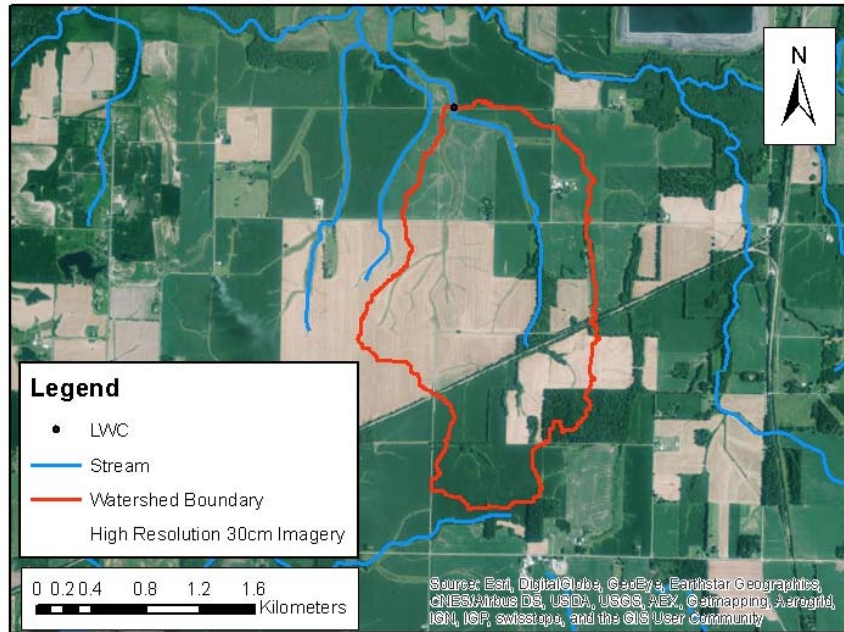 N
Legend
LWC
Stream
Watershed Boundary
High Resolution 30cm Imagery
0 0.2 0.4 0.8 1.2 1.6
Kilometers
Source: Esri, DigitalGlobe, GeoEye, Earthstar Geographics,
CNES/Airbus DS, USDA, USGS, AEX, Getmapping, Aerogrid,
IGN, IGP, swisstopo, and the GIS User Community